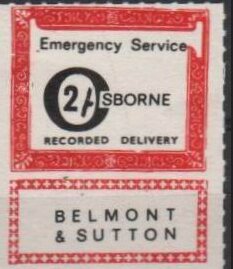 Emergency Service
2/-
OSBORNE
RECORDED DELIVERY
BELMONT
& SUTTON